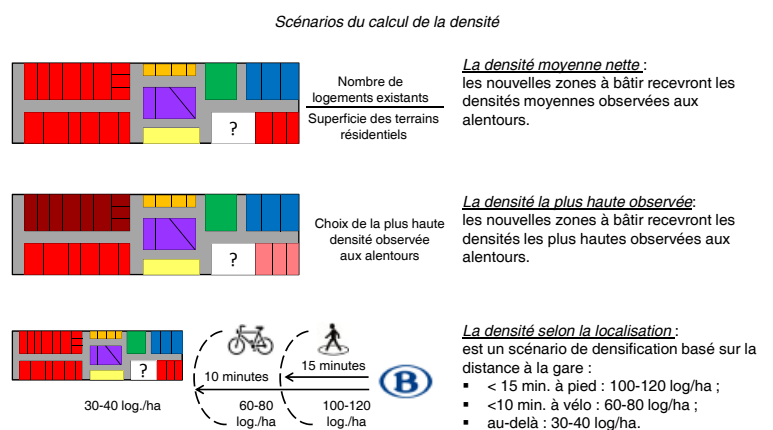 Scénarios du calcul de la densité
Nombre de
logements existants
Superficie des terrains
résidentiels
?
La densité moyenne nette :
les nouvelles zones à bâtir recevront les
densités moyennes observées aux
alentours.
Choix de la plus haute
densité observée
aux alentours
?
La densité la plus haute observée:
les nouvelles zones à bâtir recevront les
densités les plus hautes observées aux
alentours.
?
10 minutes
15 minutes
B
30-40 log./ha
60-80
log./ha
100-120
log./ha
La densité selon la localisation :
est un scénario de densification basé sur la
distance à la gare :
▪ < 15 min. à pied : 100-120 log/ha ;
▪ <10 min. à vélo : 60-80 log/ha ;
▪ au-delà : 30-40 log/ha.